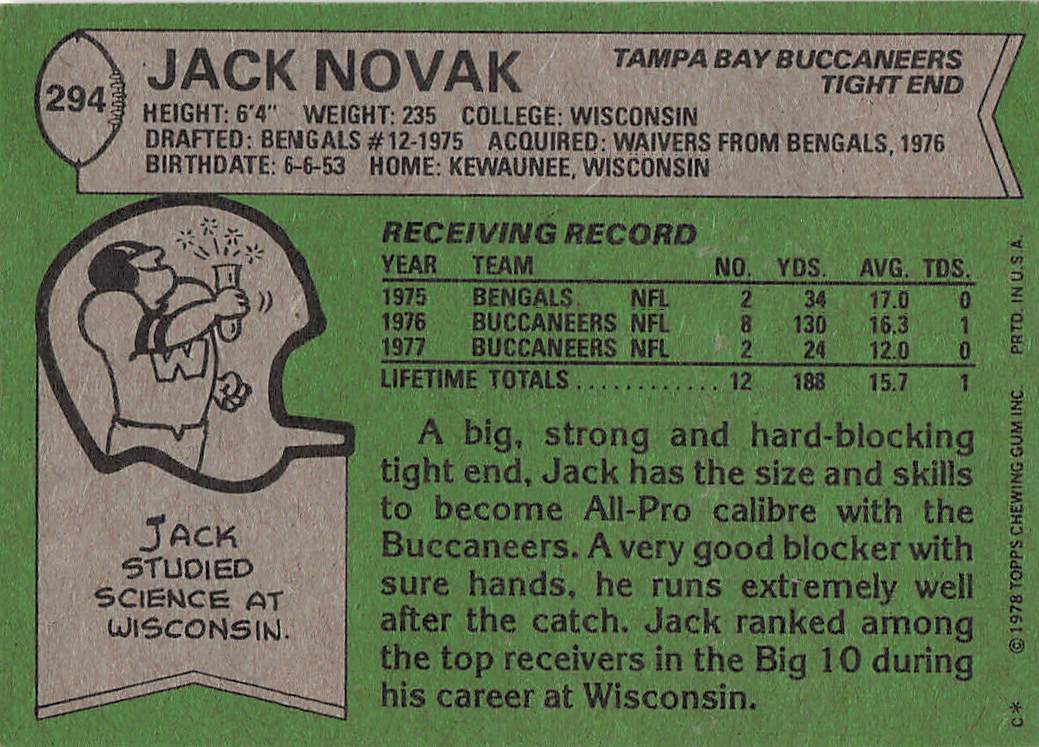 294
JACK NOVAK
TAMPA BAY BUCCANEERS
TIGHT END
HEIGHT: 6'4" WEIGHT: 235 COLLEGE: WISCONSIN
DRAFTED: BENGALS #12-1975 ACQUIRED: WAIVERS FROM BENGALS, 1976
BIRTHDATE: 6-6-53 HOME: KEWAUNEE, WISCONSIN
W
JACK
STUDIED
SCIENCE AT
WISCONSIN.
RECEIVING RECORD
YEAR TEAM NO. YDS. AVG. TDS.
1975 BENGALS NFL 2 34 17.0 0
1976 BUCCANEERS NFL 8 130 16.3 1
1977 BUCCANEERS NFL 2 24 12.0 0
LIFETIME TOTALS............ 12 188 15.7 1
A big, strong and hard-blocking
tight end, Jack has the size and skills
to become All-Pro calibre with the
Buccaneers. A very good blocker with
sure hands, he runs extremely well
after the catch. Jack ranked among
the top receivers in the Big 10 during
his career at Wisconsin.
C* © 1978 TOPPS CHEWING GUM INC. PRTD. IN U.S.A.